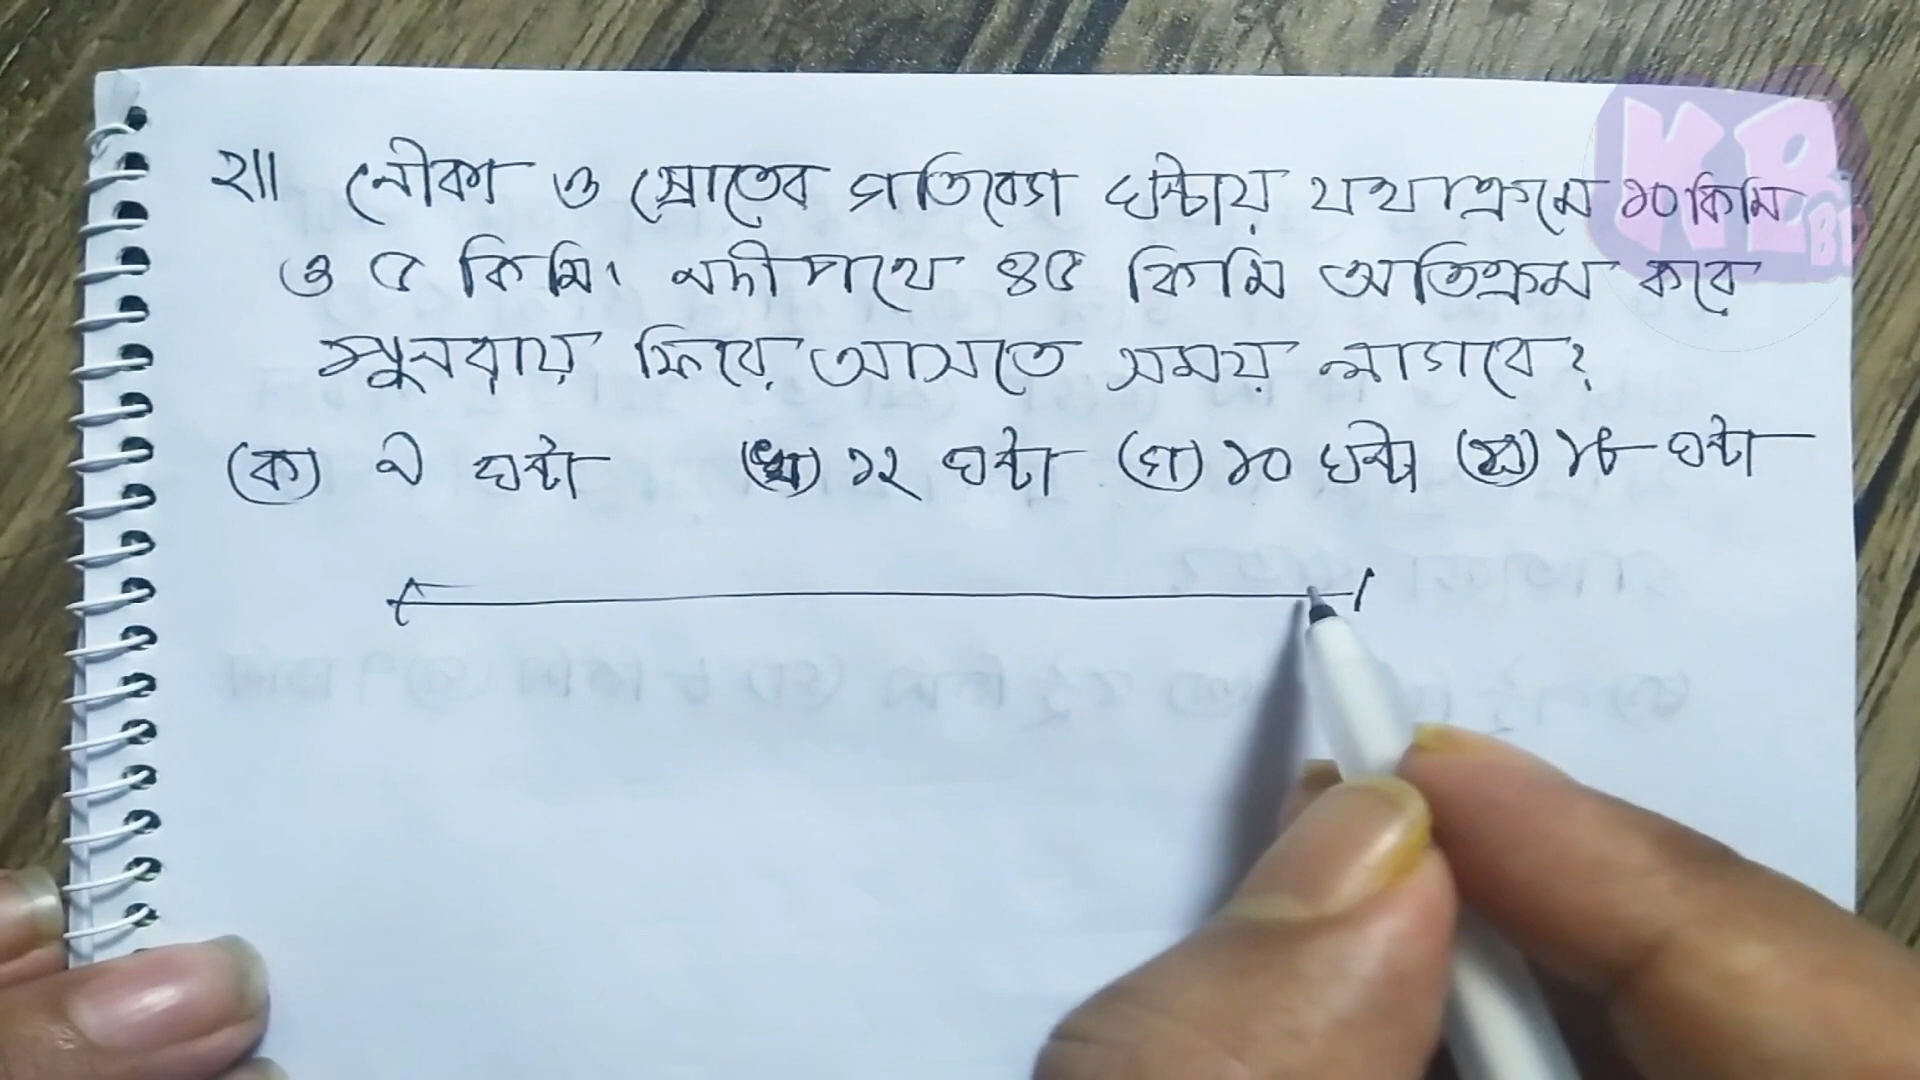 ২॥ নৌকা ও স্রোতের গতিবেগ ঘন্টায় যথাক্রমে ১০ কিমি
ও ৫ কিমি। নদীপথে ৪৫ কিমি অতিক্রম করে
পুনরায় ফিরে আসতে সময় লাগবে?
(ক) ৯ ঘন্টা (খ) ১২ ঘন্টা (গ) ১০ ঘন্টা (ঘ) ১৮ ঘন্টা